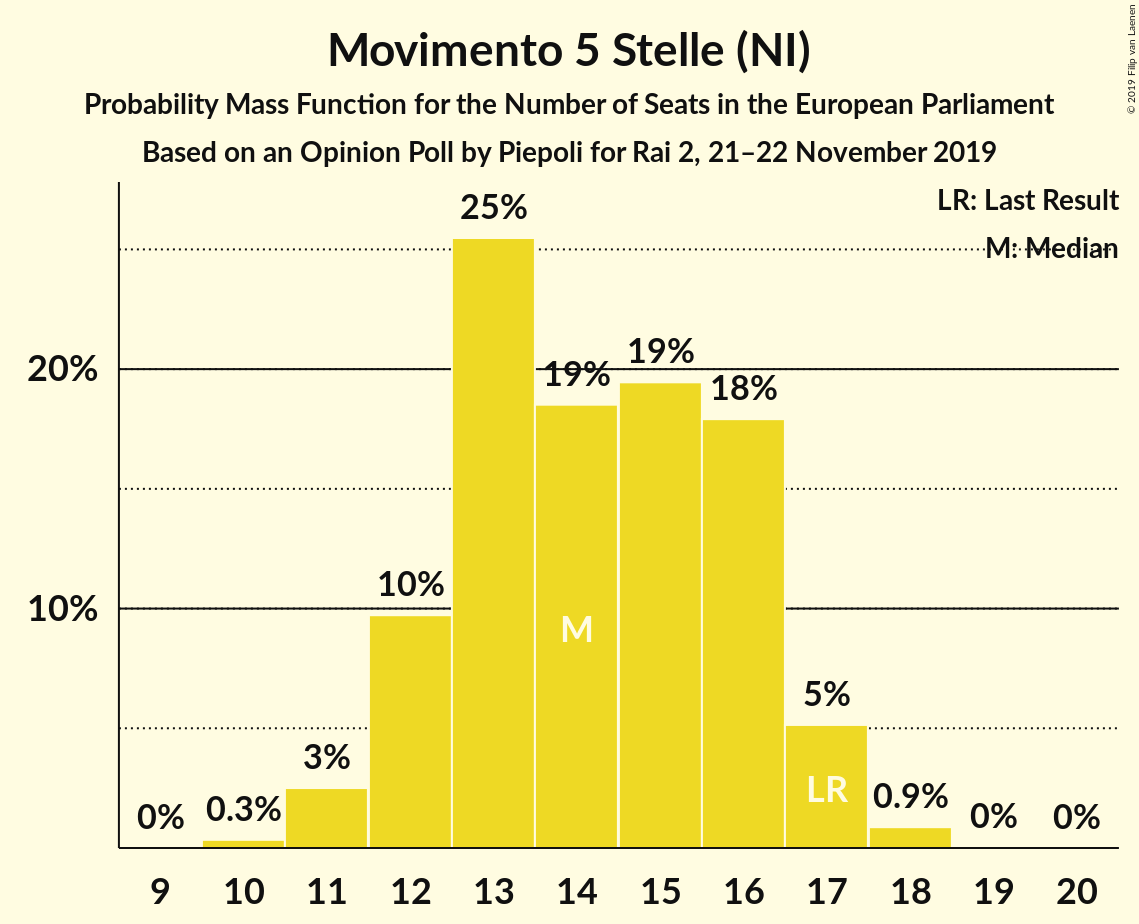 Movimento 5 Stelle (NI)
Probability Mass Function for the Number of Seats in the European Parliament
Based on an Opinion Poll by Piepoli for Rai 2, 21–22 November 2019
© 2019 Filip van Laenen
LR: Last Result
M: Median
20%
10%
0%
0.3%
3%
10%
25%
19%
19%
18%
5%
0.9%
0%
0%
M
LR
9 10 11 12 13 14 15 16 17 18 19 20